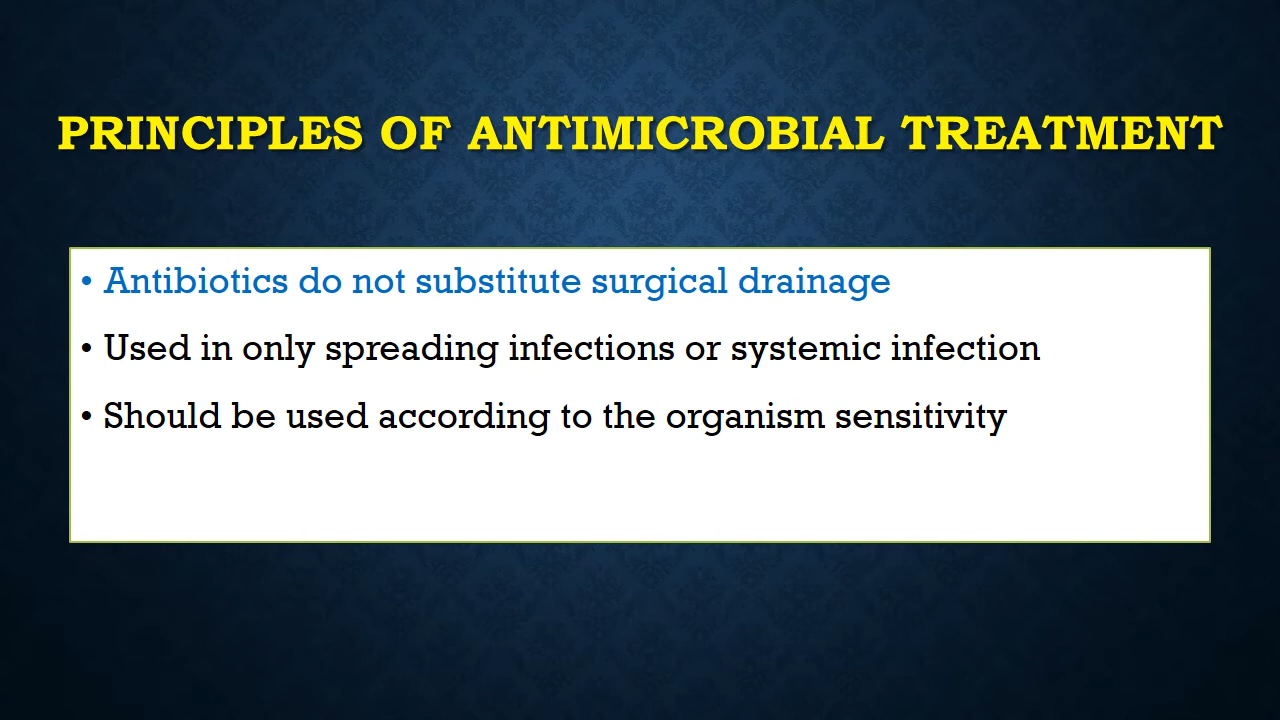 PRINCIPLES OF ANTIMICROBIAL TREATMENT
• Antibiotics do not substitute surgical drainage
• Used in only spreading infections or systemic infection
• Should be used according to the organism sensitivity